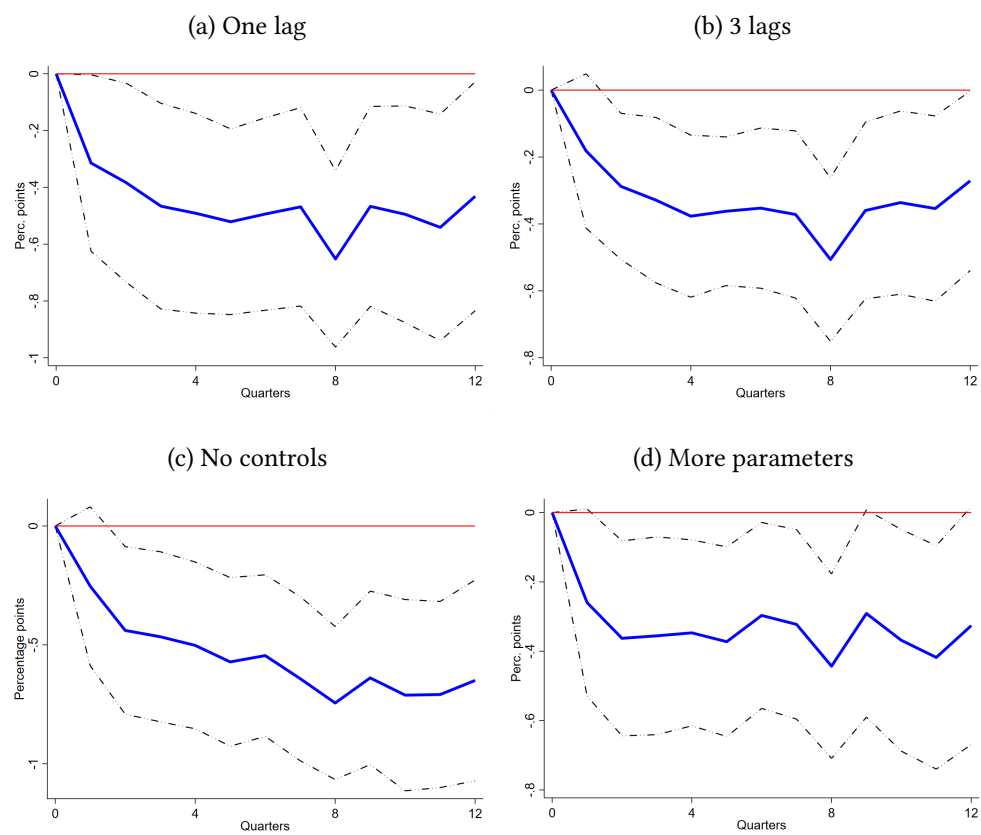 (a) One lag
(b) 3 lags
Perc. points
0
-.2
-.4
-.6
-.8
-1
0 4 8 12
Quarters
Perc. points
0
-.2
-.4
-.6
-.8
0 4 8 12
Quarters
(c) No controls
(d) More parameters
Percentage points
0
-.5
-1
0 4 8 12
Quarters
Perc. points
0
-.2
-.4
-.6
-.8
0 4 8 12
Quarters